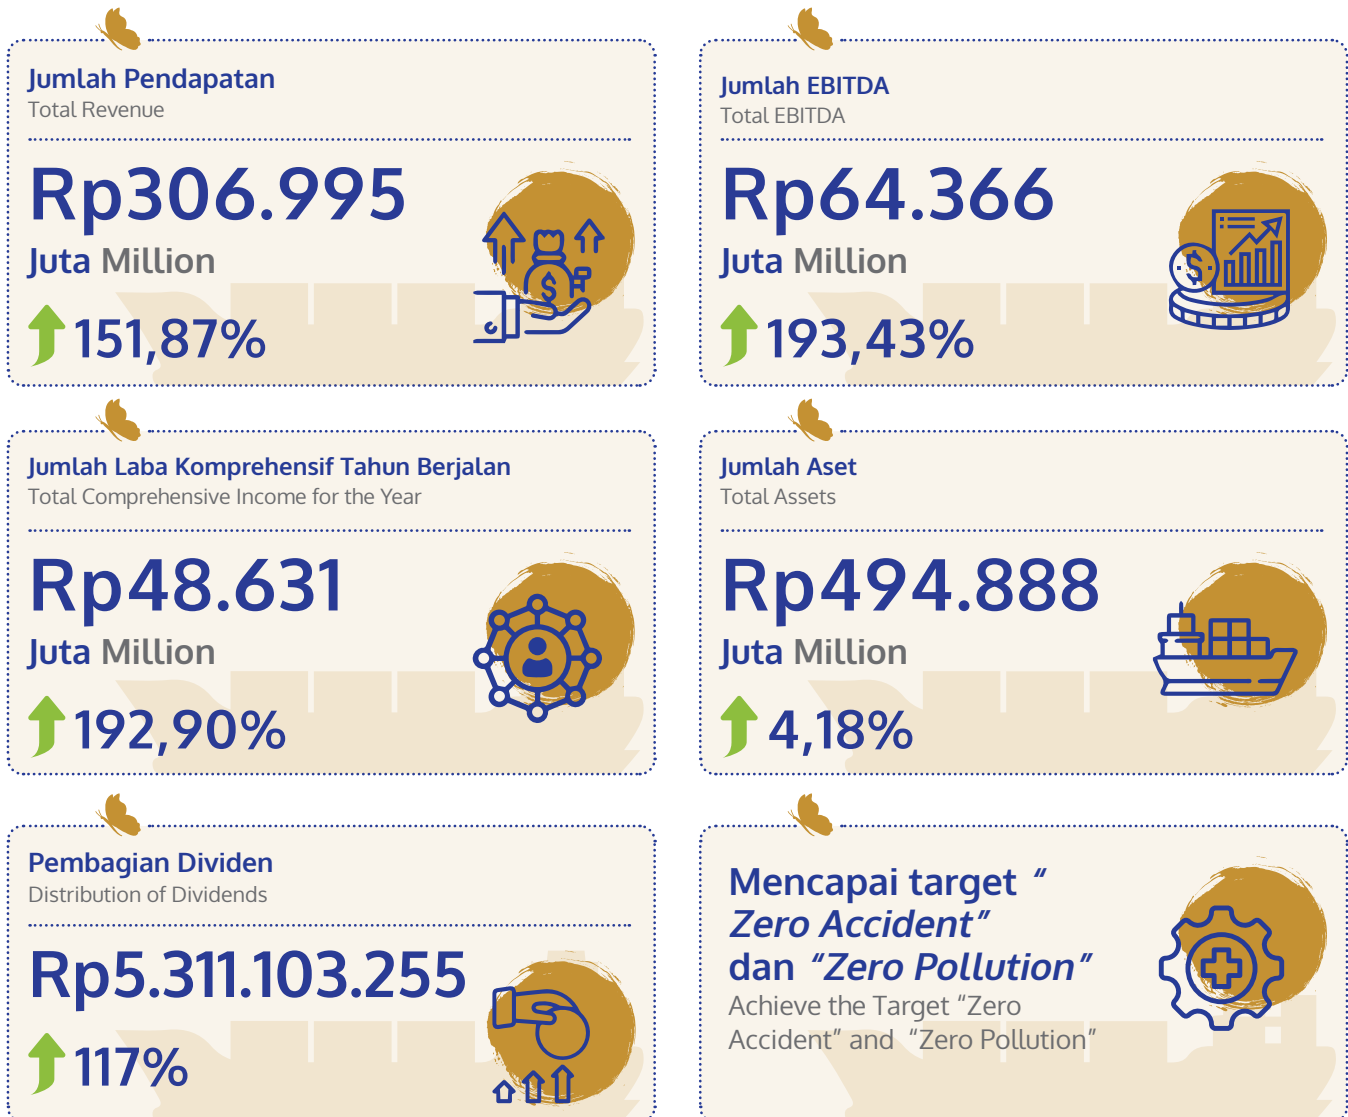 Jumlah Pendapatan
Total Revenue
Rp306.995
Juta Million
151,87%
Jumlah EBITDA
Total EBITDA
Rp64.366
Juta Million
193,43%
Jumlah Laba Komprehensif Tahun Berjalan
Total Comprehensive Income for the Year
Rp48.631
Juta Million
192,90%
Jumlah Aset
Total Assets
Rp494.888
Juta Million
4,18%
Pembagian Dividen
Distribution of Dividends
Rp5.311.103.255
117%
Mencapai target “
Zero Accident”
dan “Zero Pollution”
Achieve the Target “Zero
Accident” and “Zero Pollution”